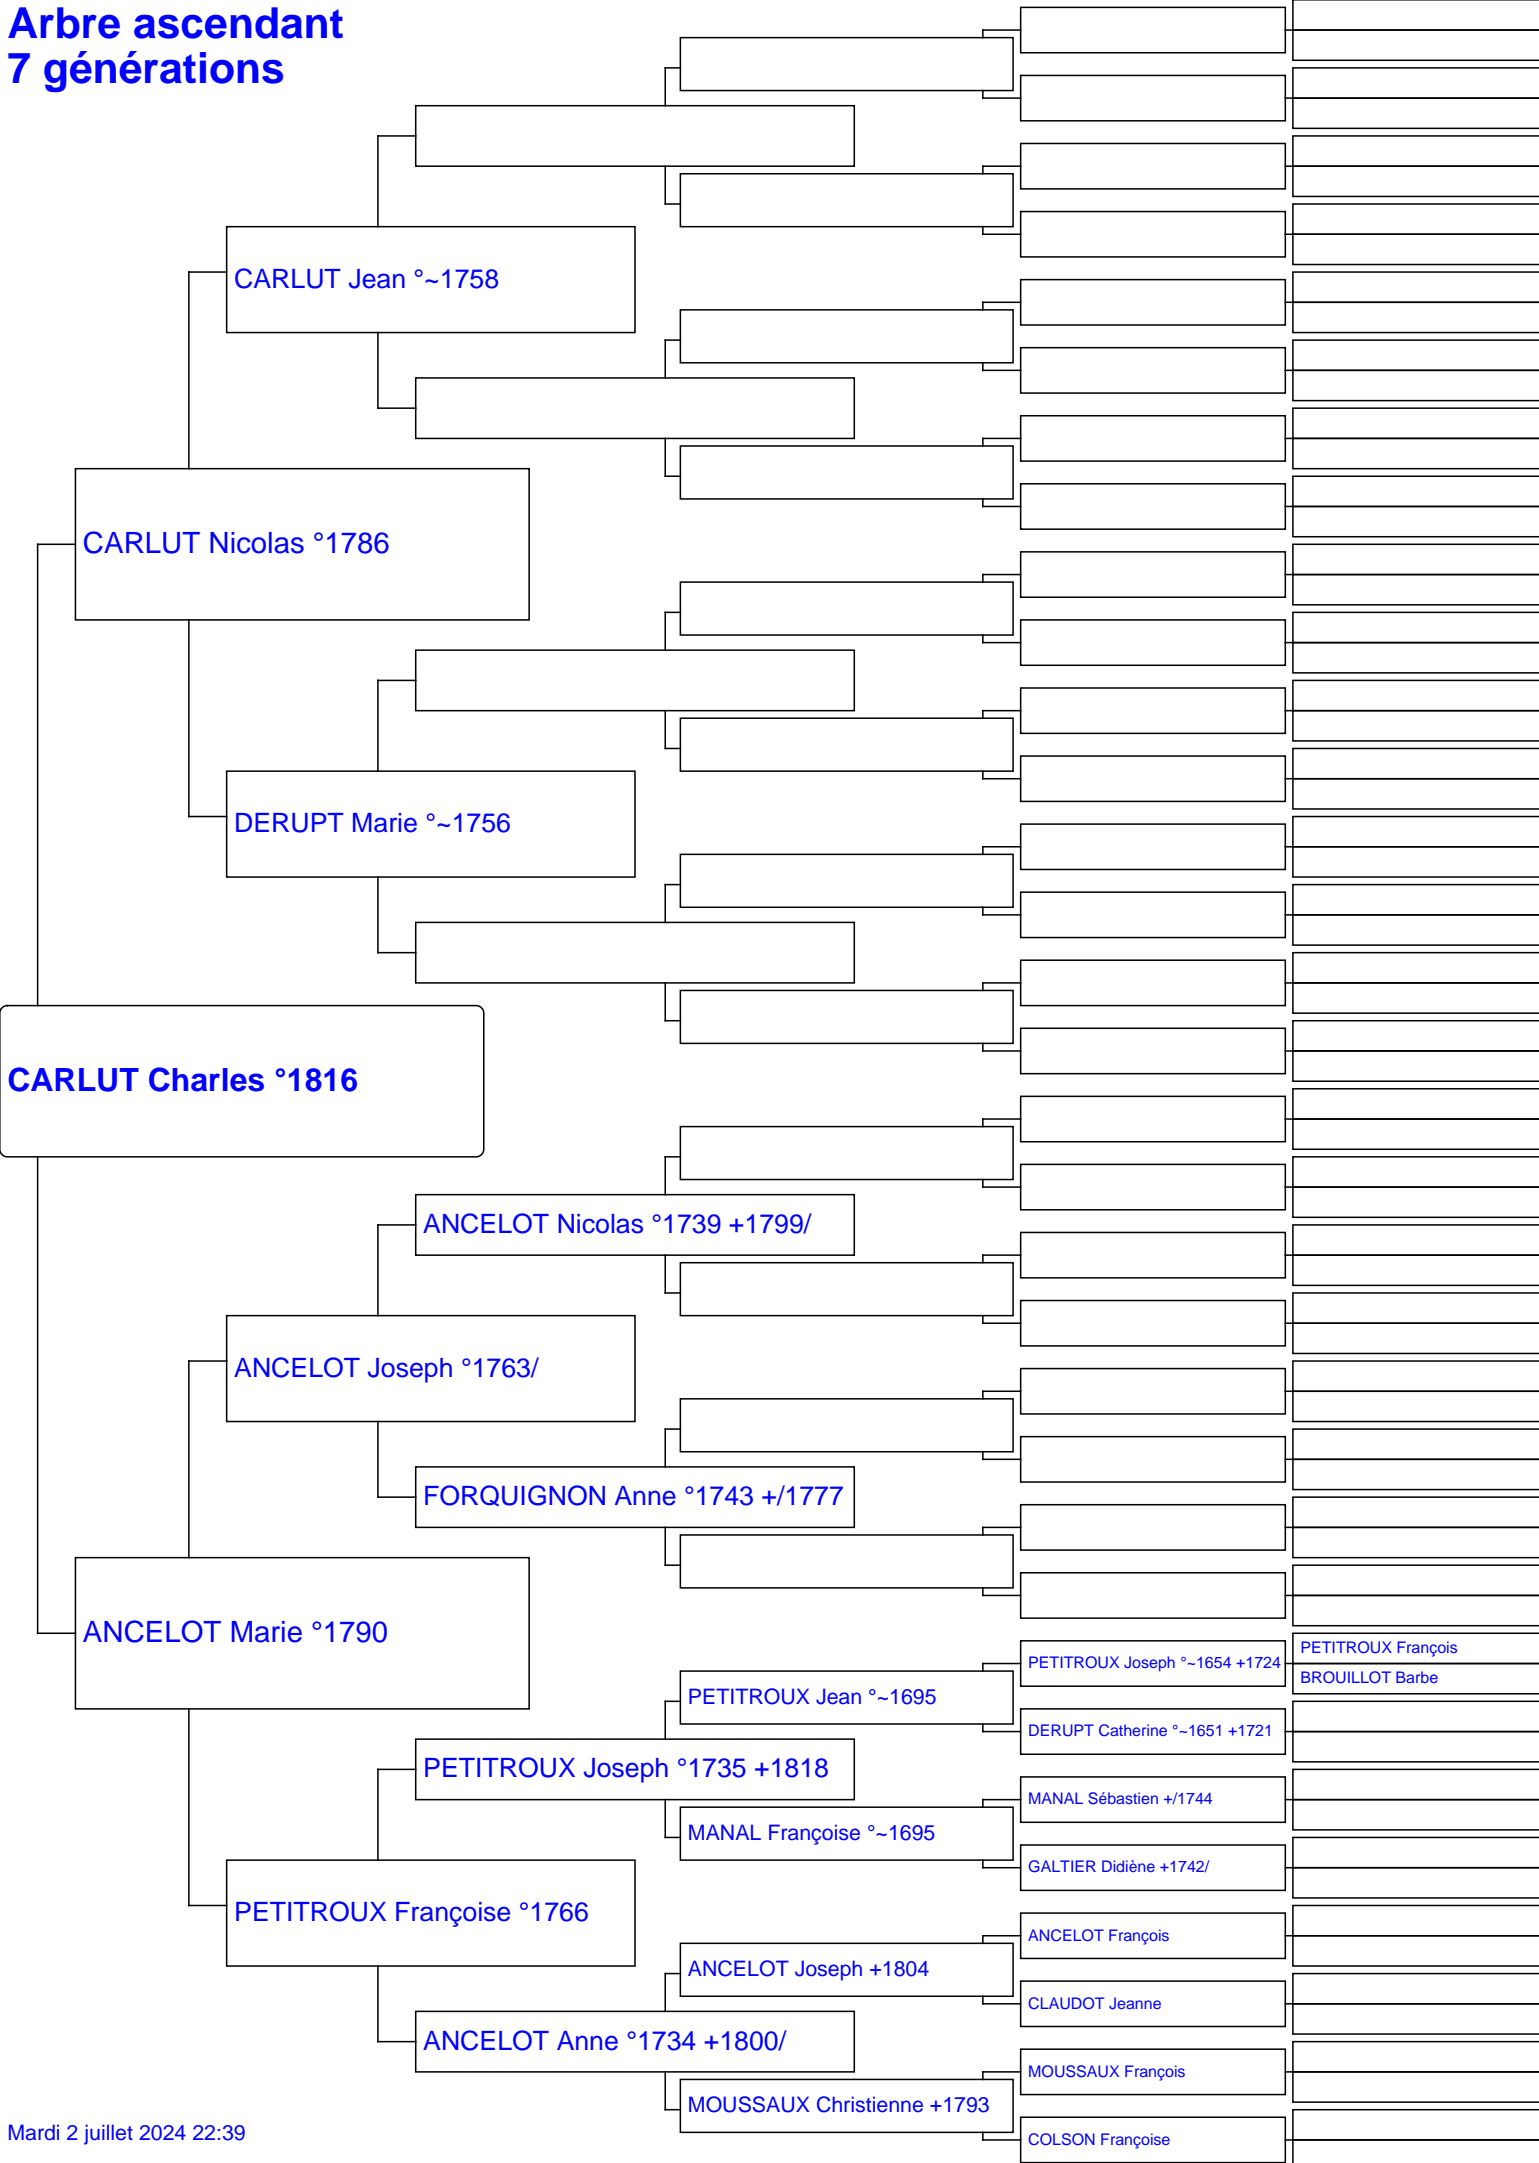 Arbre ascendant
7 générations
CARLUT Jean °~1758
CARLUT Nicolas °1786
DERUPT Marie °~1756
CARLUT Charles °1816
ANCELOT Nicolas °1739 +1799/
ANCELOT Joseph °1763/
FORQUIGNON Anne °1743 +/1777
ANCELOT Marie °1790
PETITROUX François
PETITROUX Joseph °~1654 +1724
BROUILLOT Barbe
PETITROUX Jean °~1695
DERUPT Catherine °~1651 +1721
PETITROUX Joseph °1735 +1818
MANAL Sébastien +/1744
MANAL Françoise °~1695
GALTIER Didiène +1742/
PETITROUX Françoise °1766
ANCELOT François
ANCELOT Joseph +1804
CLAUDOT Jeanne
ANCELOT Anne °1734 +1800/
MOUSSAUX François
MOUSSAUX Christienne +1793
COLSON Françoise
Mardi 2 juillet 2024 22:39